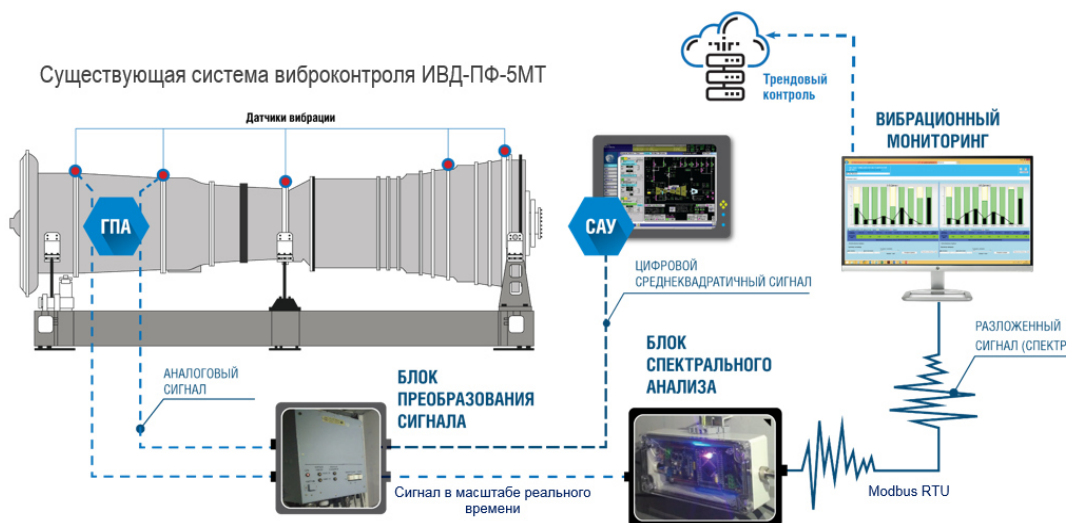 Существующая система виброконтроля ИВД-ПФ-5МТ
Датчики вибрации
Трендовый
контроль
ВИБРАЦИОННЫЙ
МОНИТОРИНГ
ГПА
САУ
ЦИФРОВОЙ
СРЕДНЕКВАДРАТИЧНЫЙ СИГНАЛ
РАЗЛОЖЕННЫЙ
СИГНАЛ (СПЕКТР
АНАЛОГОВЫЙ
СИГНАЛ
БЛОК
ПРЕОБРАЗОВАНИЯ
СИГНАЛА
БЛОК
СПЕКТРАЛЬНОГО
АНАЛИЗА
Сигнал в масштабе реального
времени
Modbus RTU